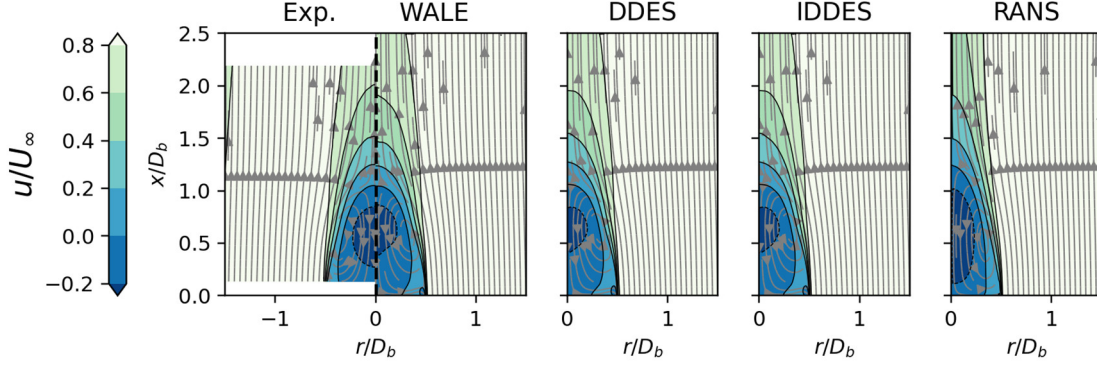 Exp. WALE DDES IDDES RANS
u/U∞
0.8
0.6
0.4
0.2
0.0
−0.2
x/D_b
2.5
2.0
1.5
1.0
0.5
0.0
−1 0 1 0 1 0 1 0 1
r/D_b r/D_b r/D_b r/D_b